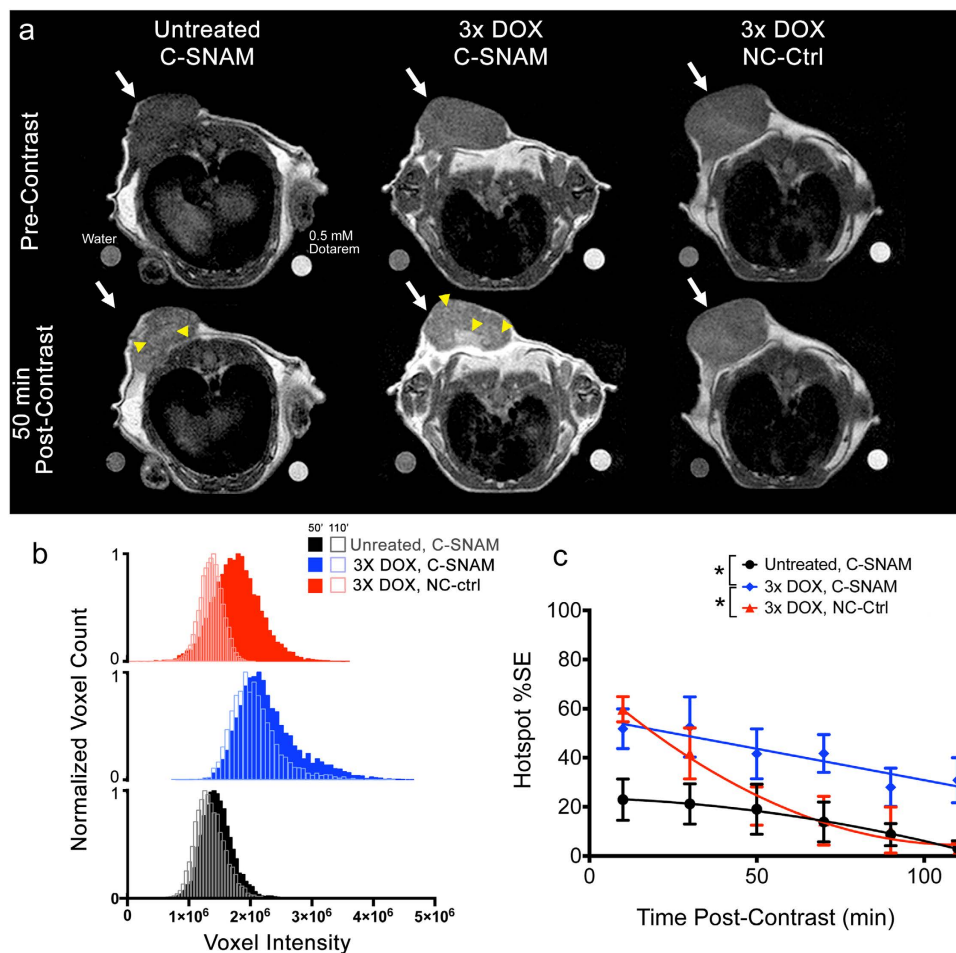 a
Untreated
C-SNAM
3x DOX
C-SNAM
3x DOX
NC-Ctrl
Pre-Contrast
Water
0.5 mM
Dotarem
50 min
Post-Contrast
b
50' 110'
Unreated, C-SNAM
3X DOX, C-SNAM
3X DOX, NC-ctrl
Normalized Voxel Count
1
0
1
0
1
0
0 1×10⁶ 2×10⁶ 3×10⁶ 4×10⁶ 5×10⁶
Voxel Intensity
c
* Untreated, C-SNAM
3x DOX, C-SNAM
* 3x DOX, NC-Ctrl
Hotspot %SE
100
80
60
40
20
0
0 50 100
Time Post-Contrast (min)